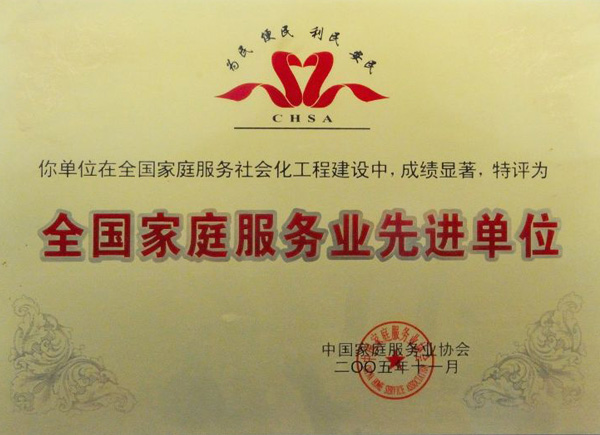 为民 便民 利民 安民
CHSA
你单位在全国家庭服务社会化工程建设中,成绩显著,特评为
全国家庭服务业先进单位
中国家庭服务业协会
二〇〇五年十一月